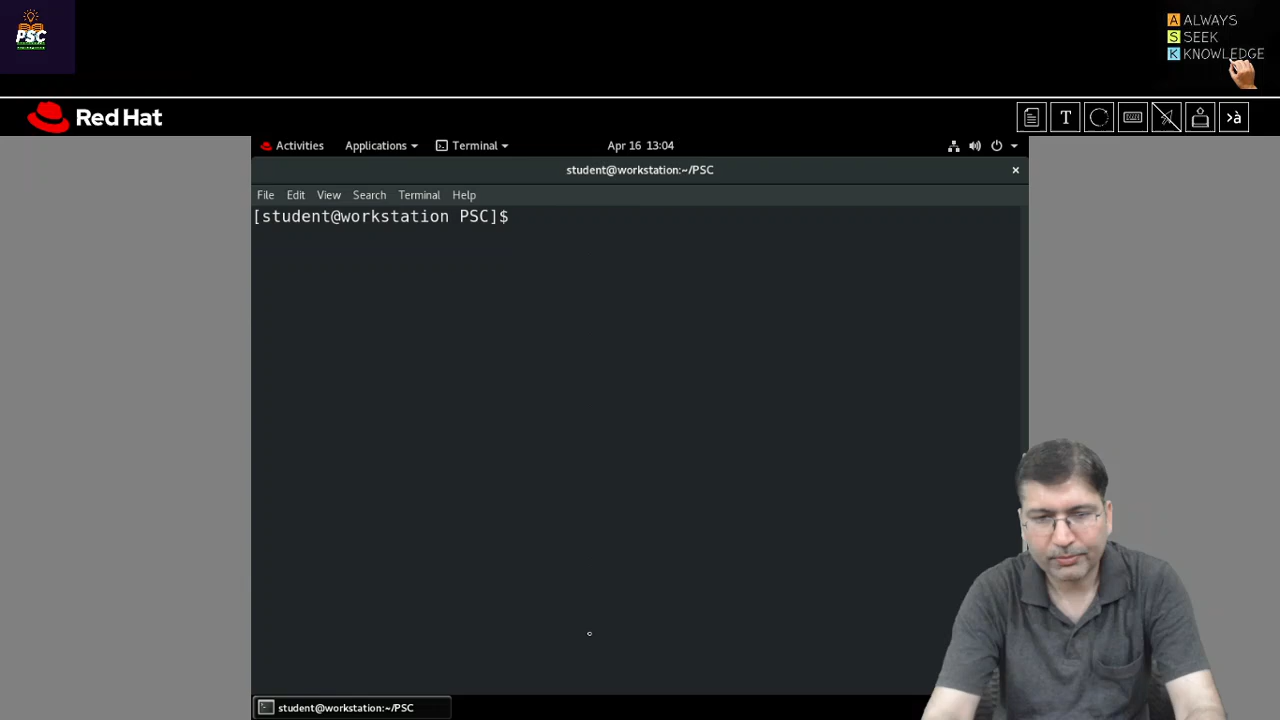 PSC
A ALWAYS
S SEEK
K KNOWLEDGE
Red Hat
T
>à
Activities Applications Terminal Apr 16 13:04
student@workstation:~/PSC ×
File Edit View Search Terminal Help
[student@workstation PSC]$
student@workstation:~/PSC